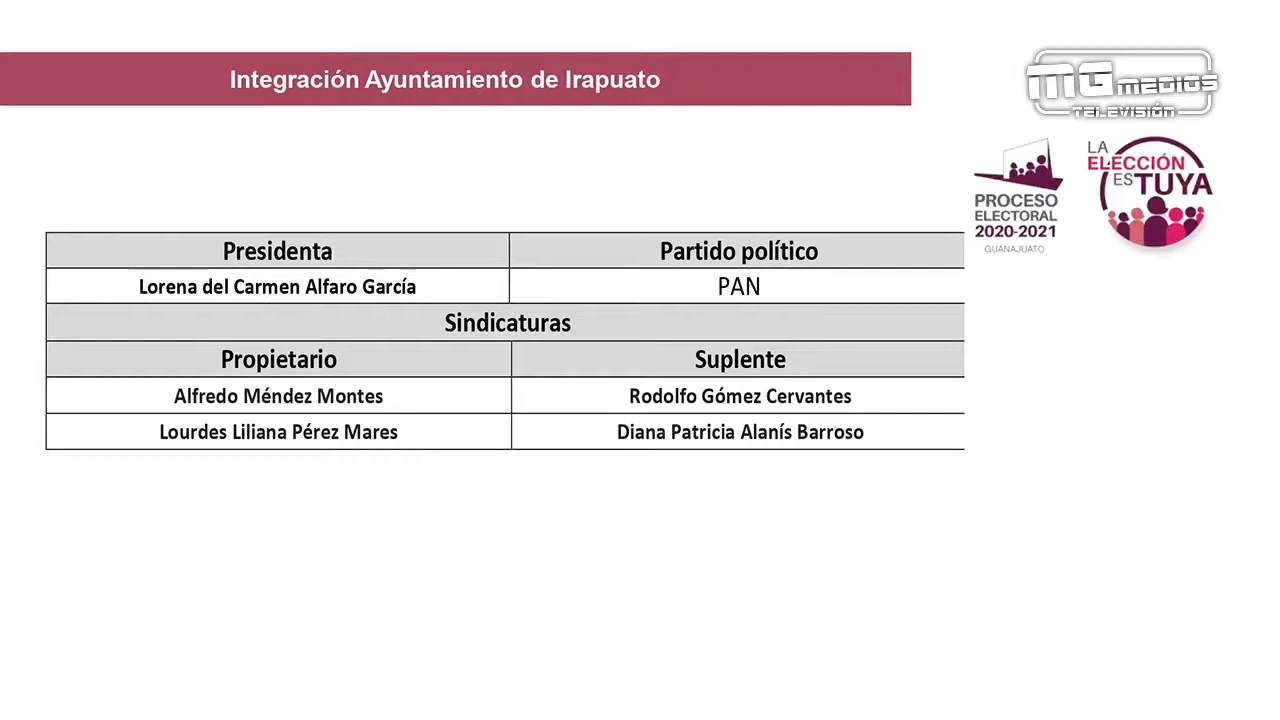 Integración Ayuntamiento de Irapuato
MG MEDIOS
TELEVISIÓN
PROCESO
ELECTORAL
2020-2021
GUANAJUATO
LA
ELECCIÓN
ES TUYA
Presidenta Partido político
Lorena del Carmen Alfaro García PAN
Sindicaturas
Propietario Suplente
Alfredo Méndez Montes Rodolfo Gómez Cervantes
Lourdes Liliana Pérez Mares Diana Patricia Alanís Barroso